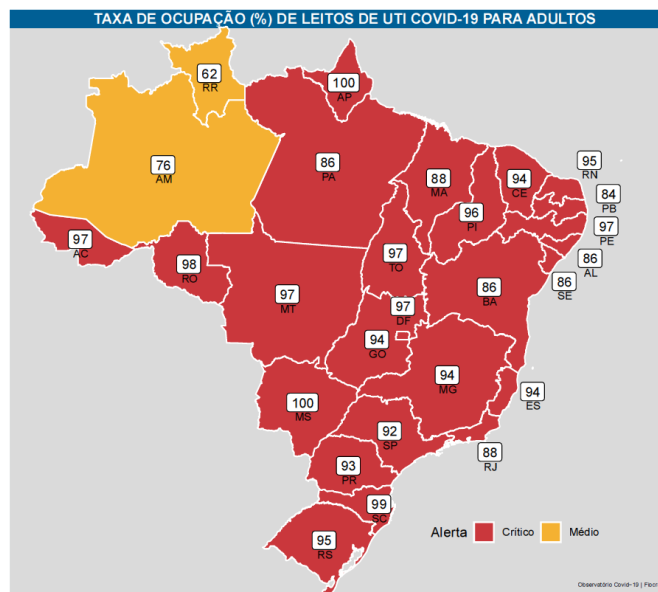 TAXA DE OCUPAÇÃO (%) DE LEITOS DE UTI COVID-19 PARA ADULTOS
62
RR
100
AP
76
AM
86
PA
88
MA
94
CE
95
RN
84
PB
96
PI
97
PE
97
AC
98
RO
97
TO
86
AL
86
SE
97
MT
86
BA
97
DF
94
GO
94
MG
94
ES
100
MS
92
SP
88
RJ
93
PR
99
SC
95
RS
Alerta Crítico Médio
Observatório Covid-19 |